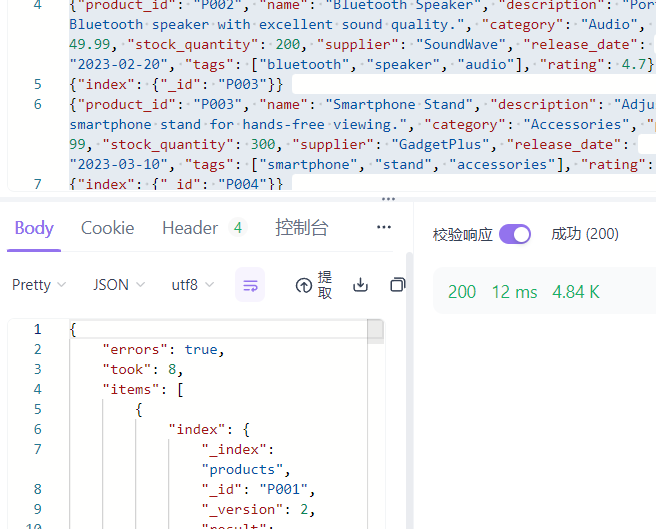 4 {"product_id": "P002", "name": "Bluetooth Speaker", "description": "Por
Bluetooth speaker with excellent sound quality.", "category": "Audio",
49.99, "stock_quantity": 200, "supplier": "SoundWave", "release_date":
"2023-02-20", "tags": ["bluetooth", "speaker", "audio"], "rating": 4.7}
5 {"index": {"_id": "P003"}}
6 {"product_id": "P003", "name": "Smartphone Stand", "description": "Adju
smartphone stand for hands-free viewing.", "category": "Accessories", "p
99, "stock_quantity": 300, "supplier": "GadgetPlus", "release_date":
"2023-03-10", "tags": ["smartphone", "stand", "accessories"], "rating":
7 {"index": {"_id": "P004"}}
Body Cookie Header 4 控制台 ...
校验响应 成功 (200)
Pretty JSON utf8 提取
200 12 ms 4.84 K
1 {
2 "errors": true,
3 "took": 8,
4 "items": [
5 {
6 "index": {
7 "_index":
"products",
8 "_id": "P001",
9 "_version": 2,
10 "result":